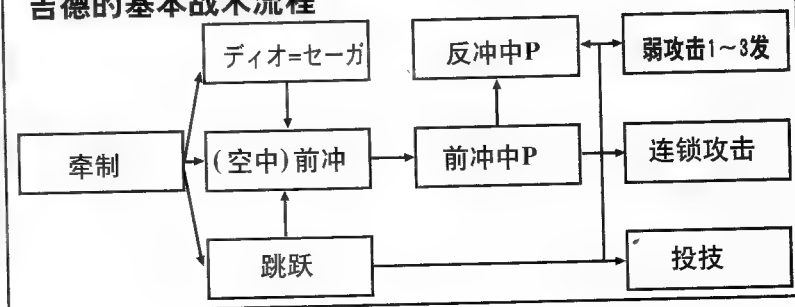 吉德的基本战术流程
ディオ=セーガ
反冲中P
弱攻击1～3发
牵制
(空中)前冲
前冲中P
连锁攻击
跳跃
投技